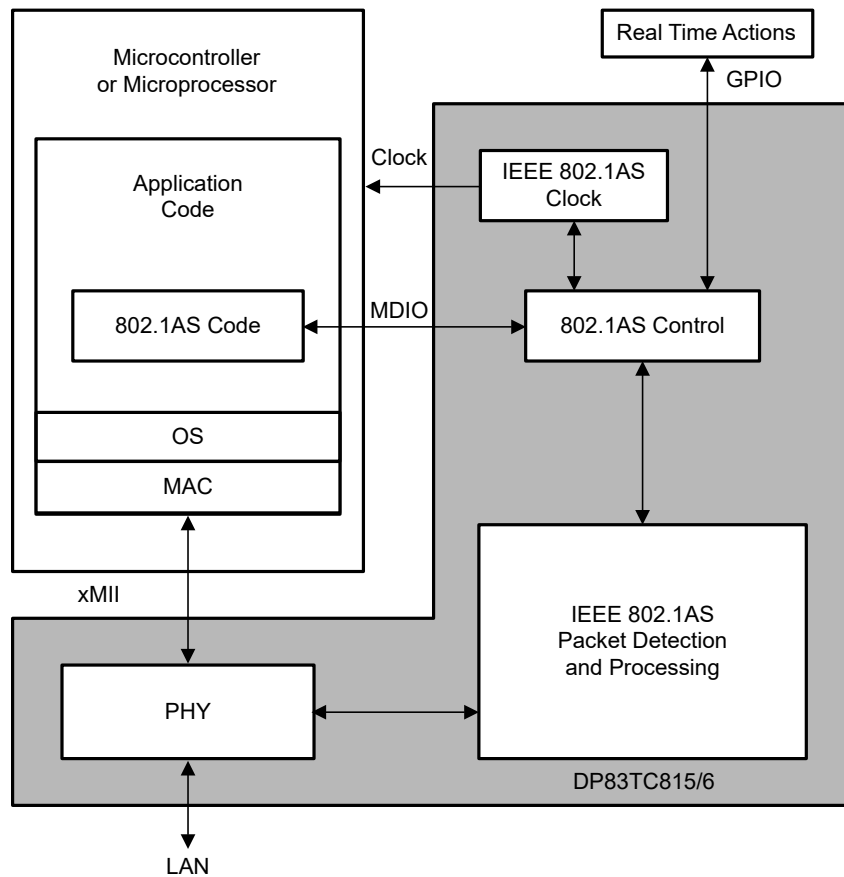 Microcontroller
or Microprocessor
Real Time Actions
GPIO
Clock
IEEE 802.1AS
Clock
Application
Code
802.1AS Code
MDIO
802.1AS Control
OS
MAC
xMII
IEEE 802.1AS
Packet Detection
and Processing
PHY
DP83TC815/6
LAN